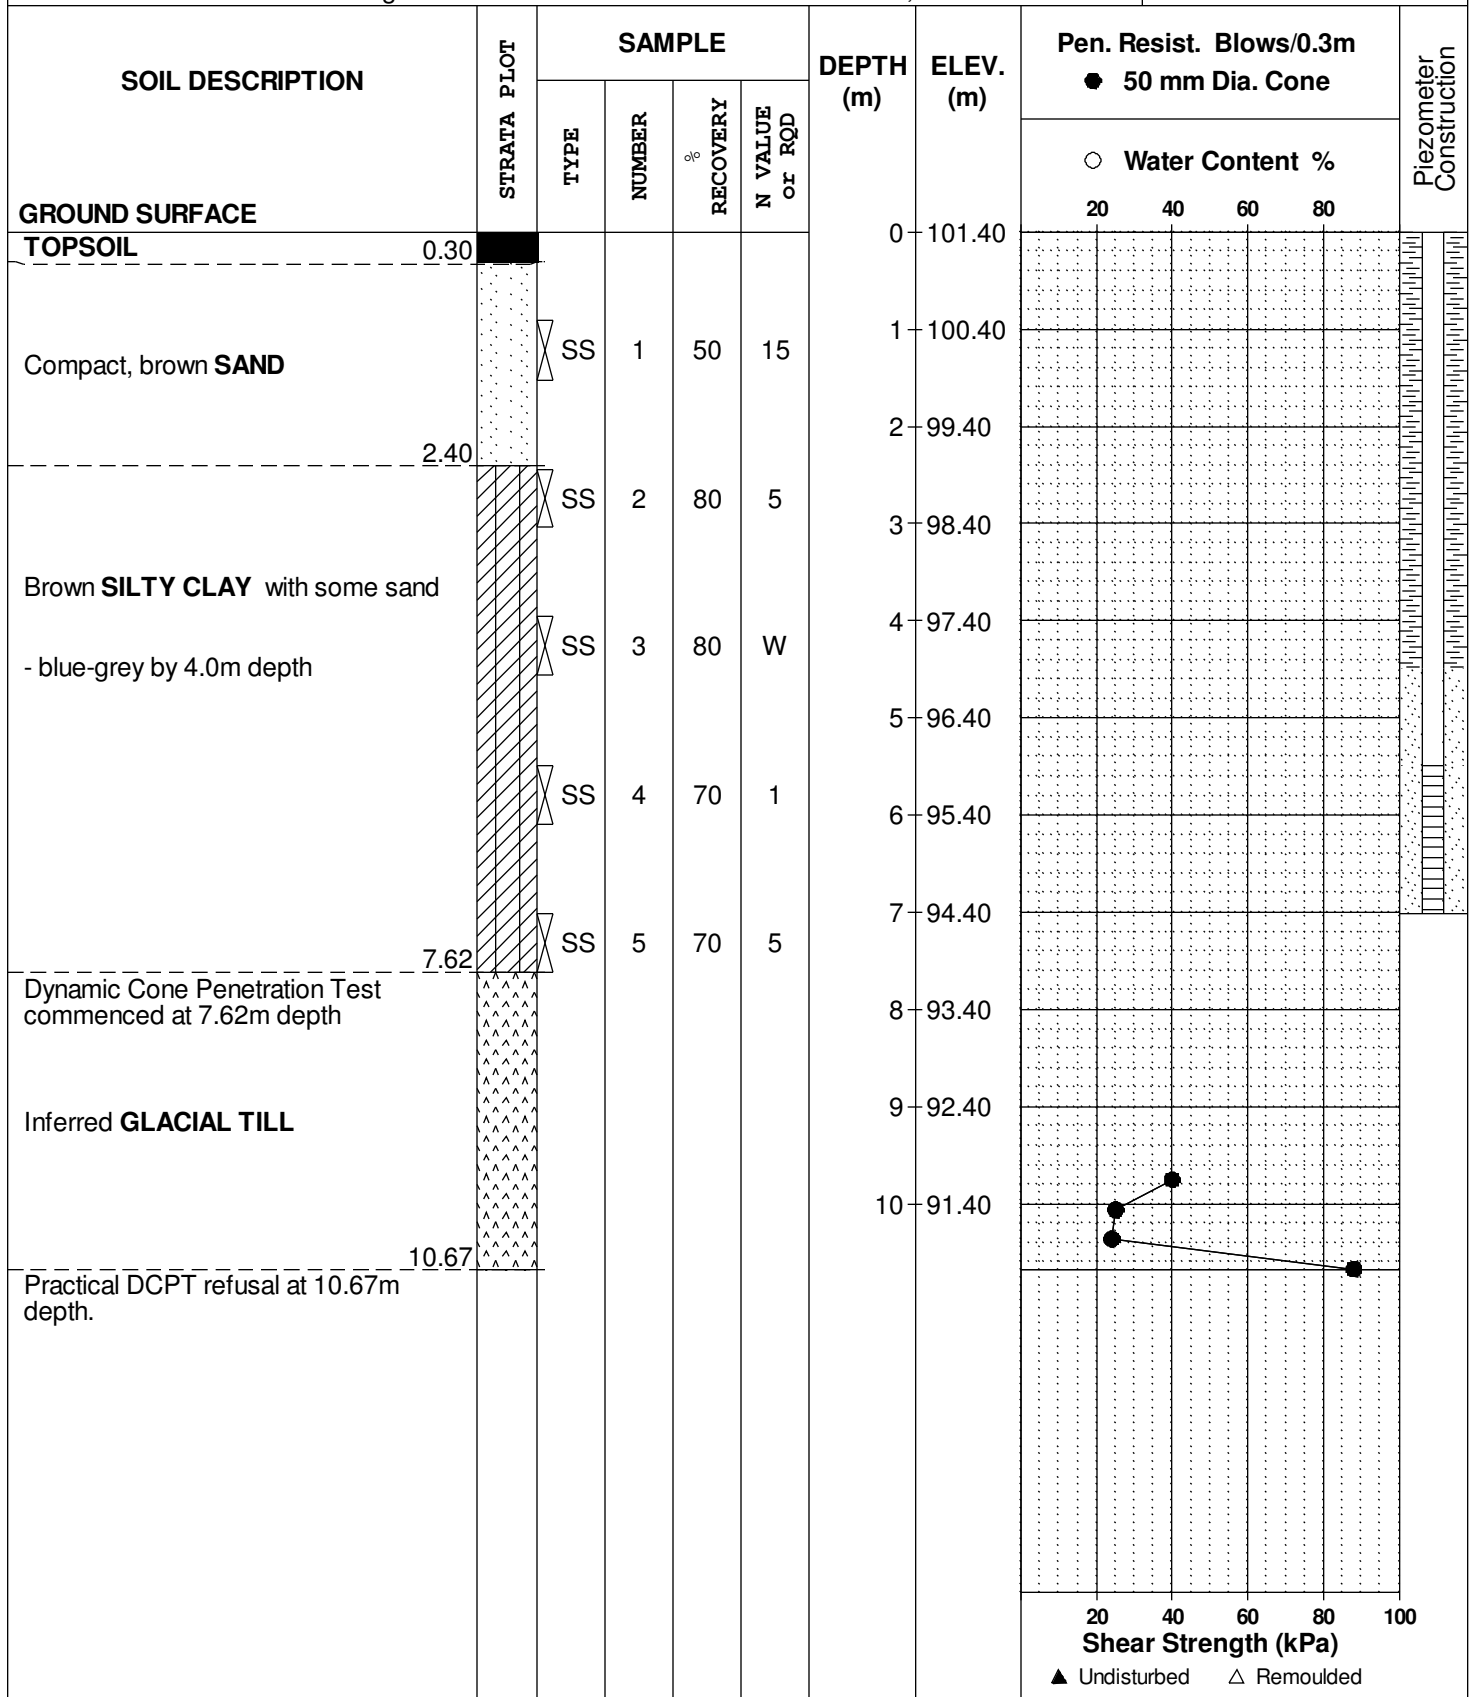 SOIL DESCRIPTION
GROUND SURFACE
STRATA PLOT
SAMPLE
TYPE
NUMBER
% RECOVERY
N VALUE or RQD
DEPTH (m)
ELEV. (m)
Pen. Resist. Blows/0.3m
● 50 mm Dia. Cone
○ Water Content %
20 40 60 80
Piezometer Construction
TOPSOIL 0.30
0 101.40
1 100.40
Compact, brown SAND
SS 1 50 15
2 99.40
2.40
SS 2 80 5
3 98.40
Brown SILTY CLAY with some sand
4 97.40
SS 3 80 W
- blue-grey by 4.0m depth
5 96.40
SS 4 70 1
6 95.40
7 94.40
SS 5 70 5
7.62
Dynamic Cone Penetration Test
commenced at 7.62m depth
8 93.40
9 92.40
Inferred GLACIAL TILL
10 91.40
10.67
Practical DCPT refusal at 10.67m
depth.
20 40 60 80 100
Shear Strength (kPa)
▲ Undisturbed △ Remoulded